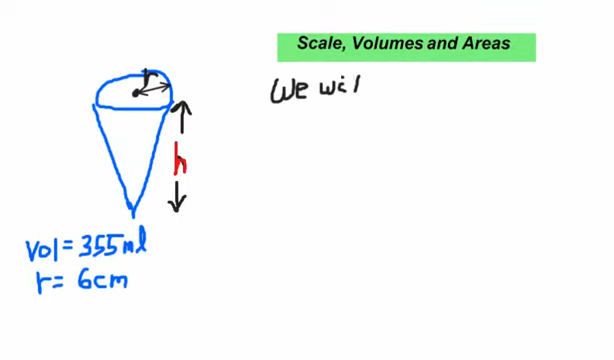 Scale, Volumes and Areas
r
We wil
h
Vol = 355ml
r = 6cm